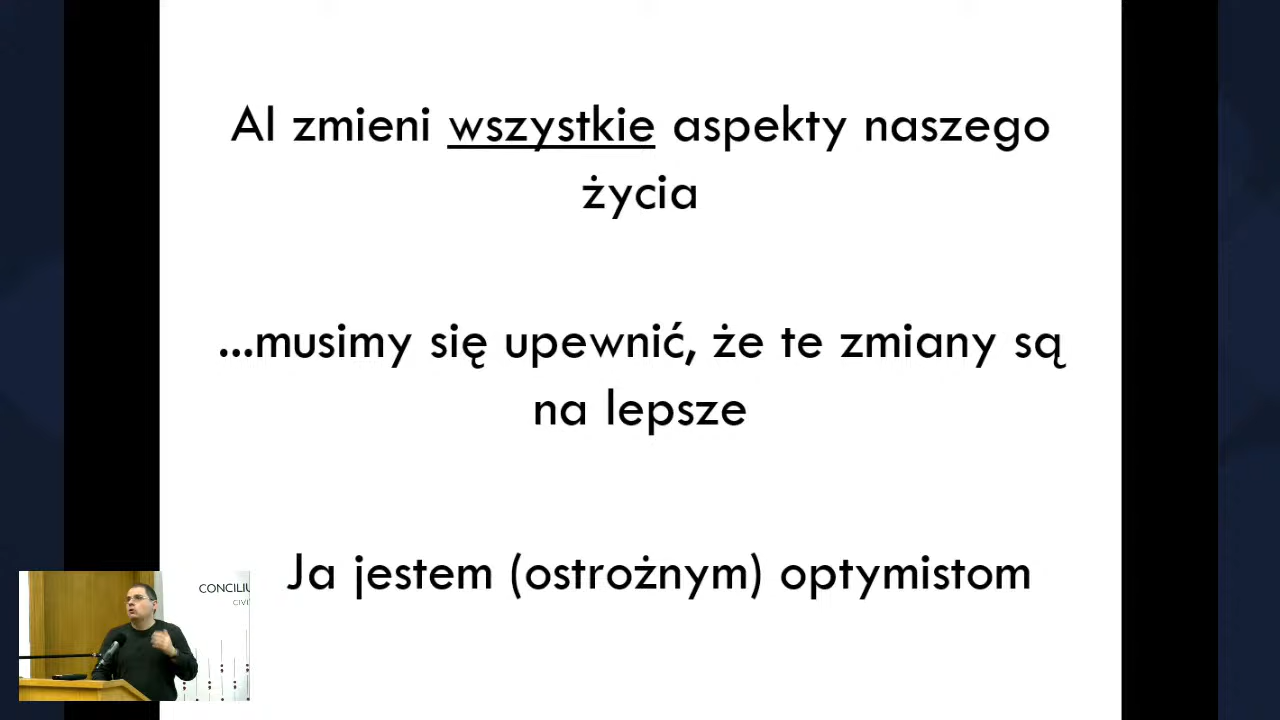 AI zmieni wszystkie aspekty naszego
życia
...musimy się upewnić, że te zmiany są
na lepsze
Ja jestem (ostrożnym) optymistom